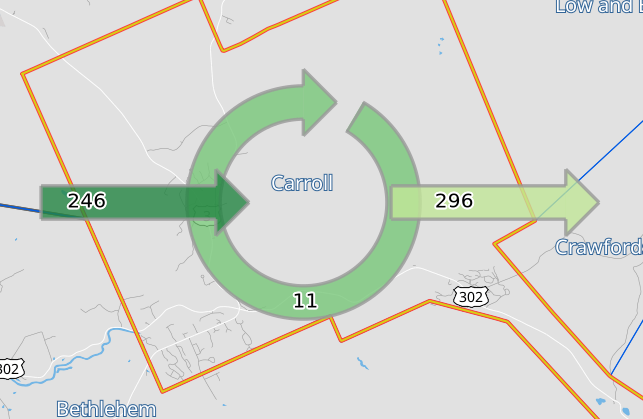 Low and
Carroll
246
296
Crawford
11
302
302
Bethlehem